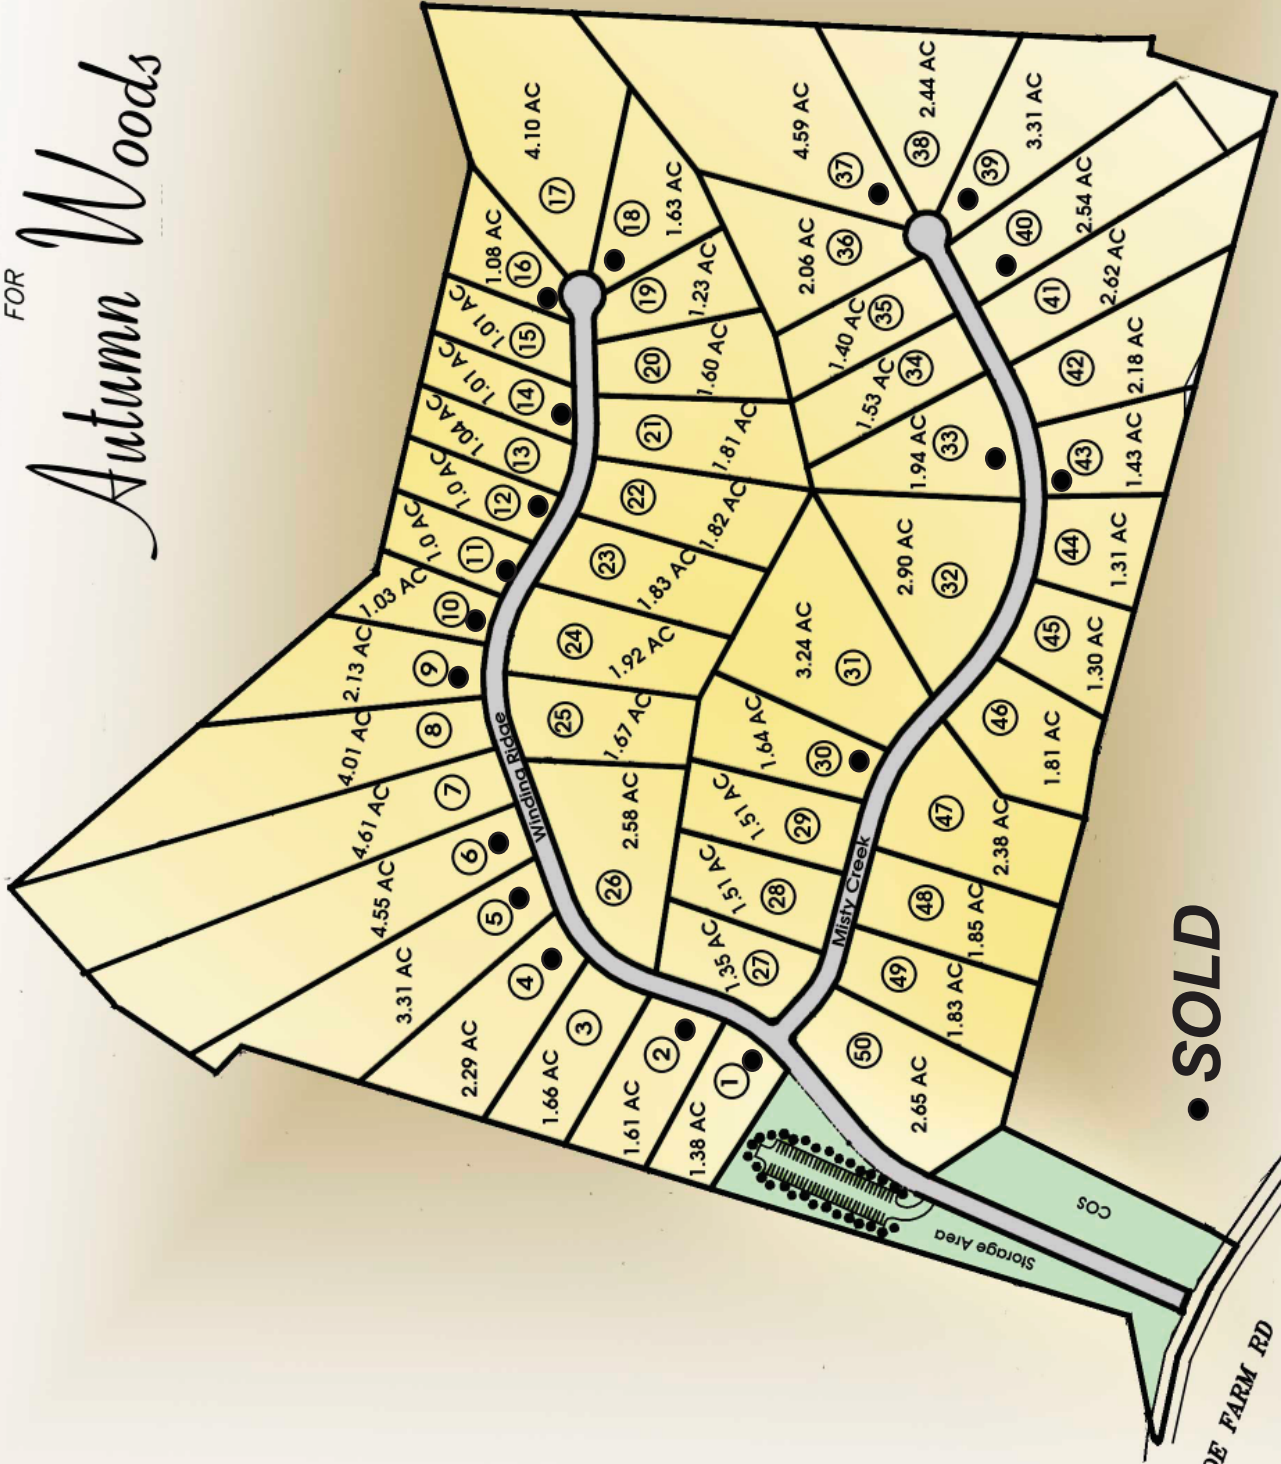 FOR
Autumn Woods
1.38 AC
1
1.61 AC
2
1.66 AC
3
2.29 AC
4
3.31 AC
5
4.55 AC
6
4.61 AC
7
4.01 AC
8
2.13 AC
9
1.03 AC
10
1.0 AC
11
1.0 AC
12
1.04 AC
13
1.01 AC
14
1.01 AC
15
1.08 AC
16
4.10 AC
17
18
1.63 AC
19
1.23 AC
20
1.60 AC
21
1.81 AC
22
1.82 AC
23
1.83 AC
24
1.92 AC
25
1.67 AC
26
2.58 AC
Winding Ridge
1.35 AC
27
1.51 AC
28
1.51 AC
29
1.64 AC
30
3.24 AC
31
2.90 AC
32
1.94 AC
33
1.53 AC
34
1.40 AC
35
2.06 AC
36
4.59 AC
37
2.44 AC
38
3.31 AC
39
40
2.54 AC
41
2.62 AC
42
2.18 AC
43
1.43 AC
44
1.31 AC
45
1.30 AC
46
1.81 AC
47
2.38 AC
48
1.85 AC
49
1.83 AC
50
2.65 AC
Misty Creek
Storage Area
COS
• SOLD
FARM RD